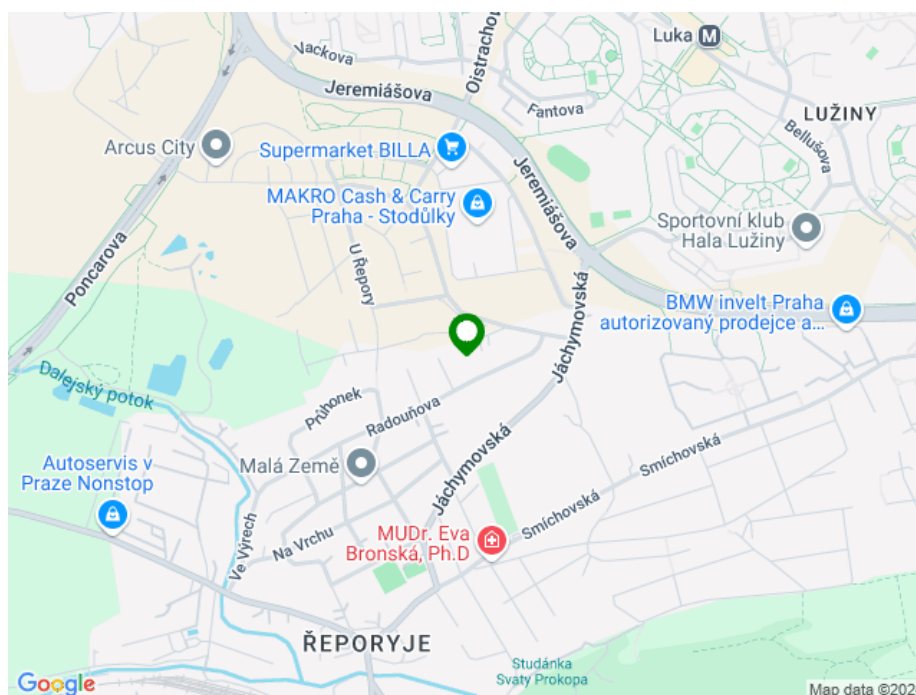 Luka M
Oistrachov
Vackova
Jeremiášova
Fantova
LUŽINY
Bellušova
Arcus City
Supermarket BILLA
MAKRO Cash & Carry
Praha - Stodůlky
Jeremiášova
Sportovní klub
Hala Lužiny
Poncarova
U Řepory
Jáchymovská
BMW invelt Praha
autorizovaný prodejce a...
Dalejský potok
Průhonek
Radouňova
Jáchymovská
Malá Země
Smíchovská
Autoservis v
Praze Nonstop
Smíchovská
Na Vrchu
MUDr. Eva
Bronská, Ph.D
Ve Výrech
ŘEPORYJE
Studánka
Svaty Prokopa
Google
Map data ©202